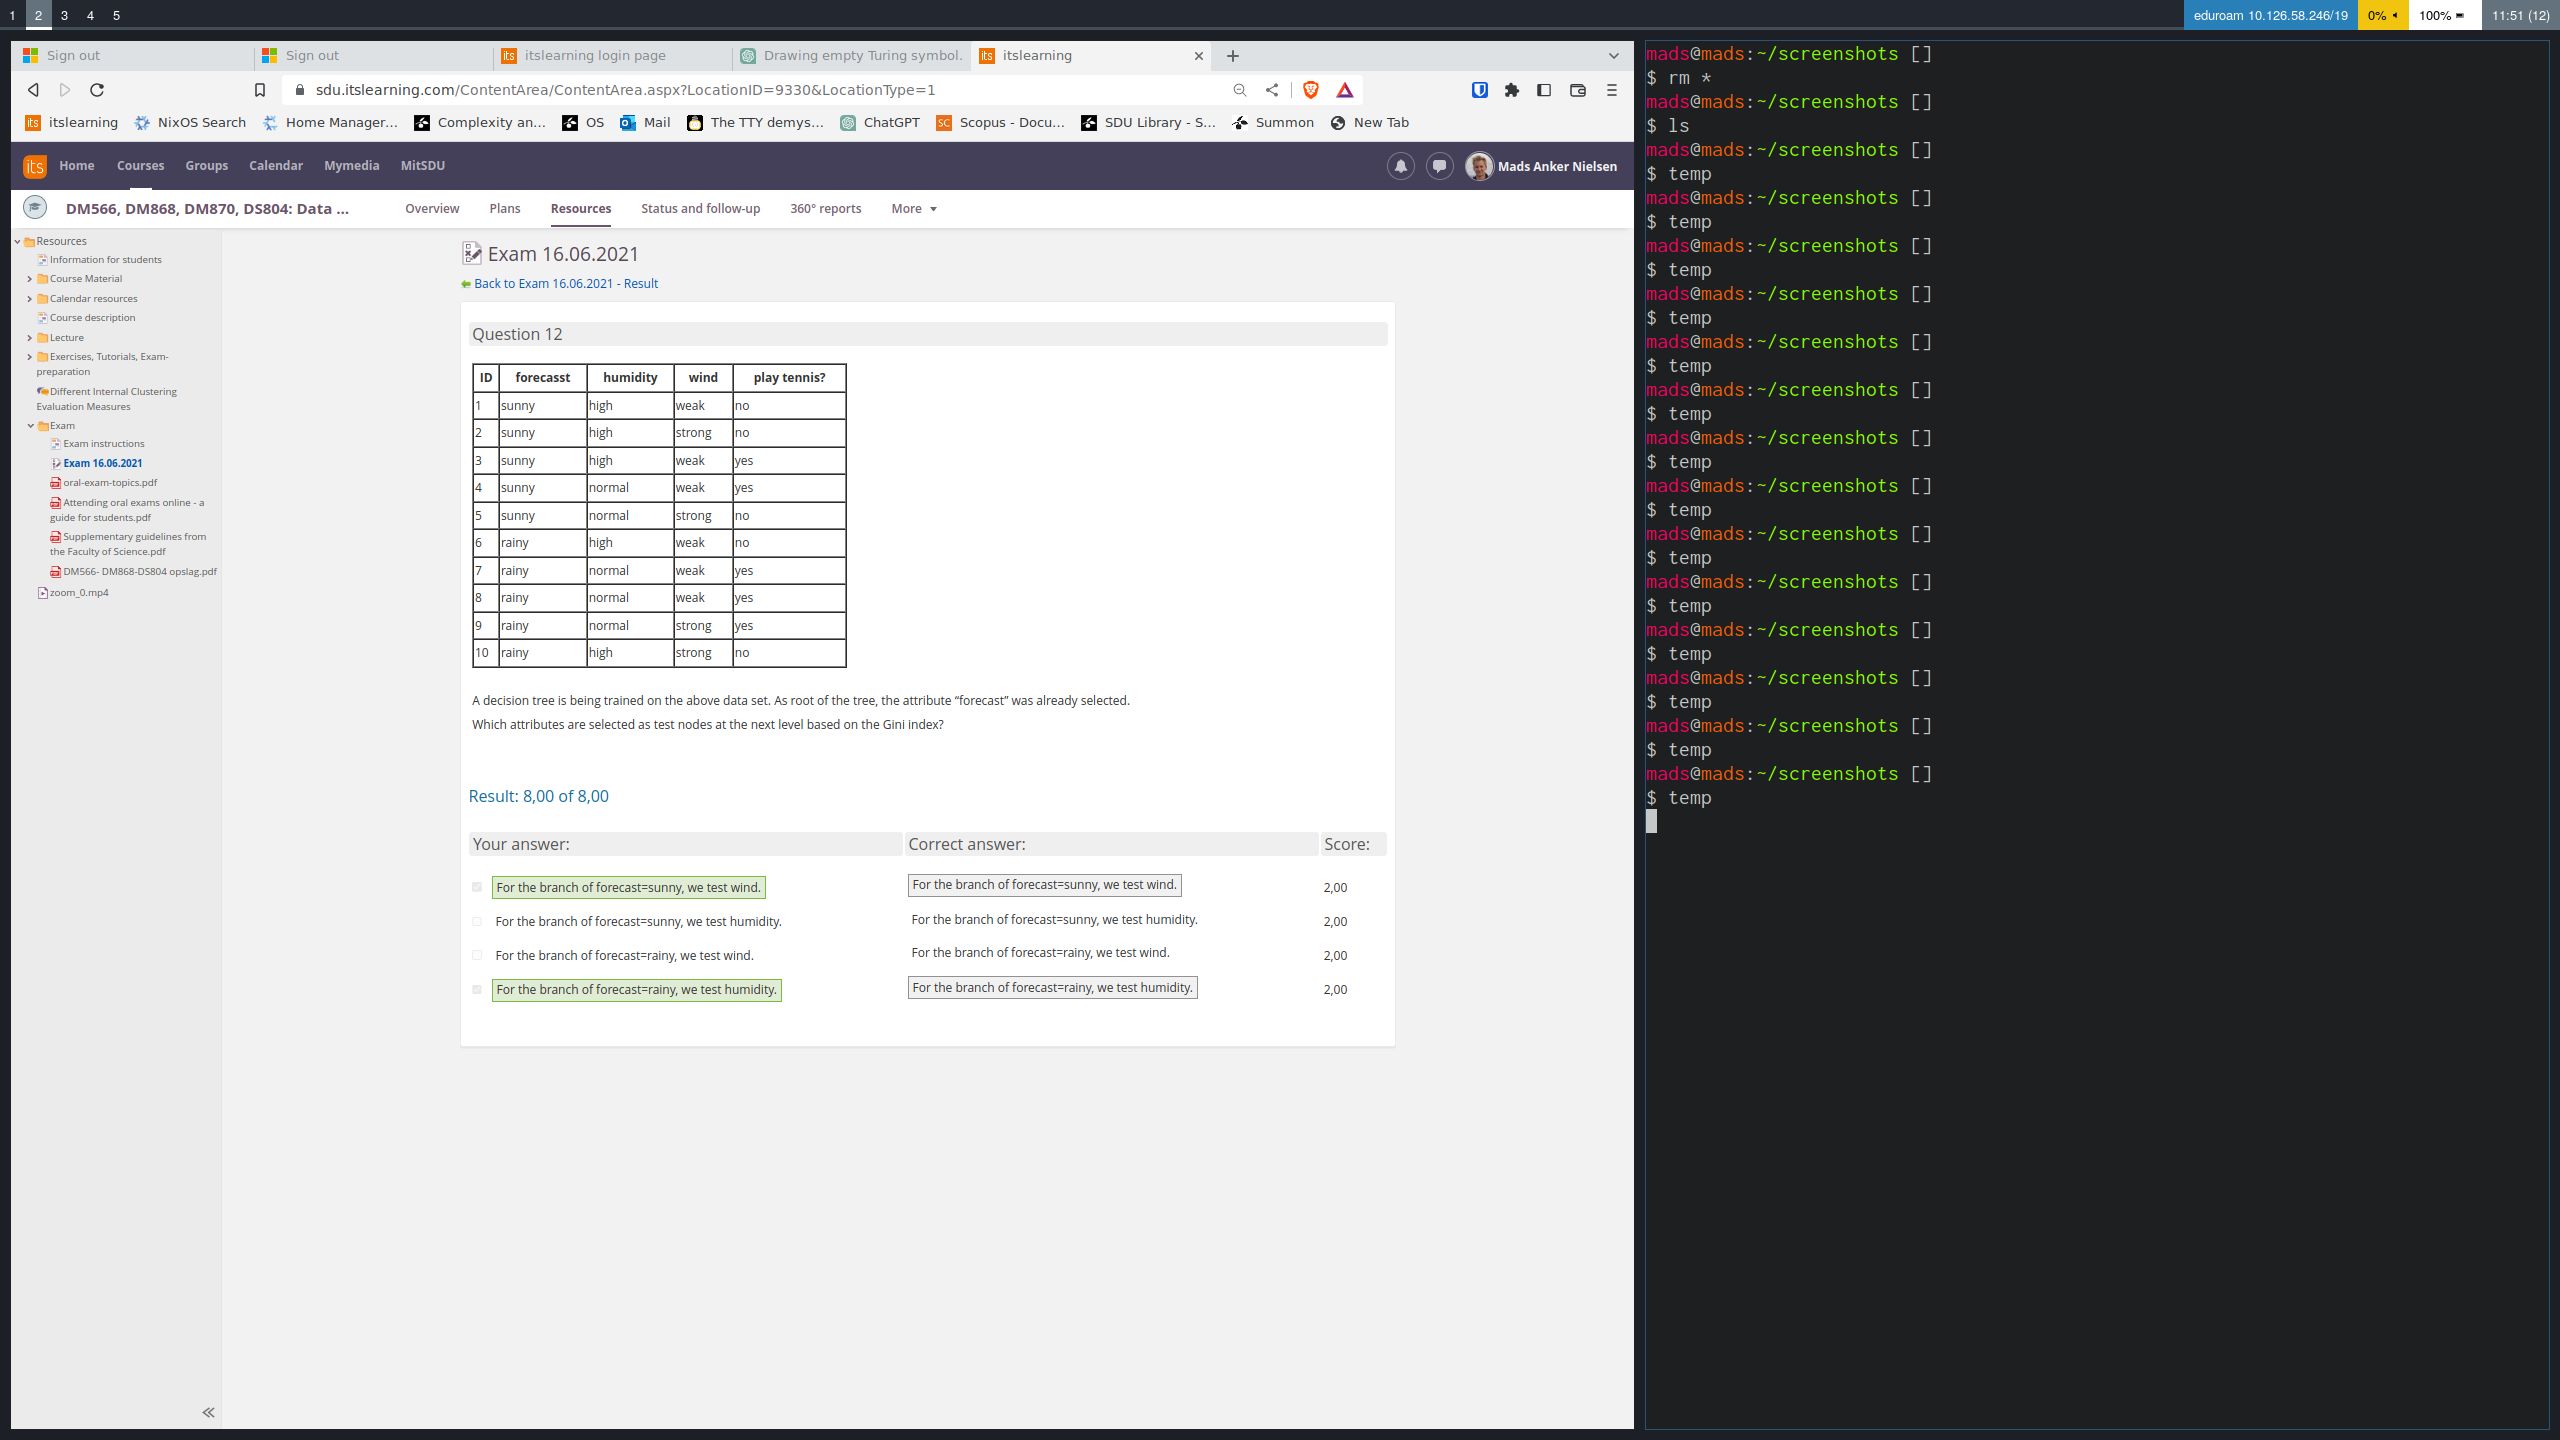 1 2 3 4 5
eduroam 10.126.58.246/19 0% 100% 11:51 (12)
Sign out
Sign out
itslearning login page
Drawing empty Turing symbol.
itslearning
sdu.itslearning.com/ContentArea/ContentArea.aspx?LocationID=9330&LocationType=1
itslearning NixOS Search Home Manager... Complexity an... OS Mail The TTY demys... ChatGPT Scopus - Docu... SDU Library - S... Summon New Tab
its Home Courses Groups Calendar Mymedia MitSDU Mads Anker Nielsen
DM566, DM868, DM870, DS804: Data ... Overview Plans Resources Status and follow-up 360° reports More
Resources
Information for students
Course Material
Calendar resources
Course description
Lecture
Exercises, Tutorials, Exam-
preparation
Different Internal Clustering
Evaluation Measures
Exam
Exam instructions
Exam 16.06.2021
oral-exam-topics.pdf
Attending oral exams online - a
guide for students.pdf
Supplementary guidelines from
the Faculty of Science.pdf
DM566- DM868-DS804 opslag.pdf
zoom_0.mp4
Exam 16.06.2021
Back to Exam 16.06.2021 - Result
Question 12
ID forecasst humidity wind play tennis?
1 sunny high weak no
2 sunny high strong no
3 sunny high weak yes
4 sunny normal weak yes
5 sunny normal strong no
6 rainy high weak no
7 rainy normal weak yes
8 rainy normal weak yes
9 rainy normal strong yes
10 rainy high strong no
A decision tree is being trained on the above data set. As root of the tree, the attribute “forecast” was already selected.
Which attributes are selected as test nodes at the next level based on the Gini index?
Result: 8,00 of 8,00
Your answer: Correct answer: Score:
For the branch of forecast=sunny, we test wind. For the branch of forecast=sunny, we test wind. 2,00
For the branch of forecast=sunny, we test humidity. For the branch of forecast=sunny, we test humidity. 2,00
For the branch of forecast=rainy, we test wind. For the branch of forecast=rainy, we test wind. 2,00
For the branch of forecast=rainy, we test humidity. For the branch of forecast=rainy, we test humidity. 2,00
mads@mads:~/screenshots []
$ rm *
mads@mads:~/screenshots []
$ ls
mads@mads:~/screenshots []
$ temp
mads@mads:~/screenshots []
$ temp
mads@mads:~/screenshots []
$ temp
mads@mads:~/screenshots []
$ temp
mads@mads:~/screenshots []
$ temp
mads@mads:~/screenshots []
$ temp
mads@mads:~/screenshots []
$ temp
mads@mads:~/screenshots []
$ temp
mads@mads:~/screenshots []
$ temp
mads@mads:~/screenshots []
$ temp
mads@mads:~/screenshots []
$ temp
mads@mads:~/screenshots []
$ temp
mads@mads:~/screenshots []
$ temp
mads@mads:~/screenshots []
$ temp